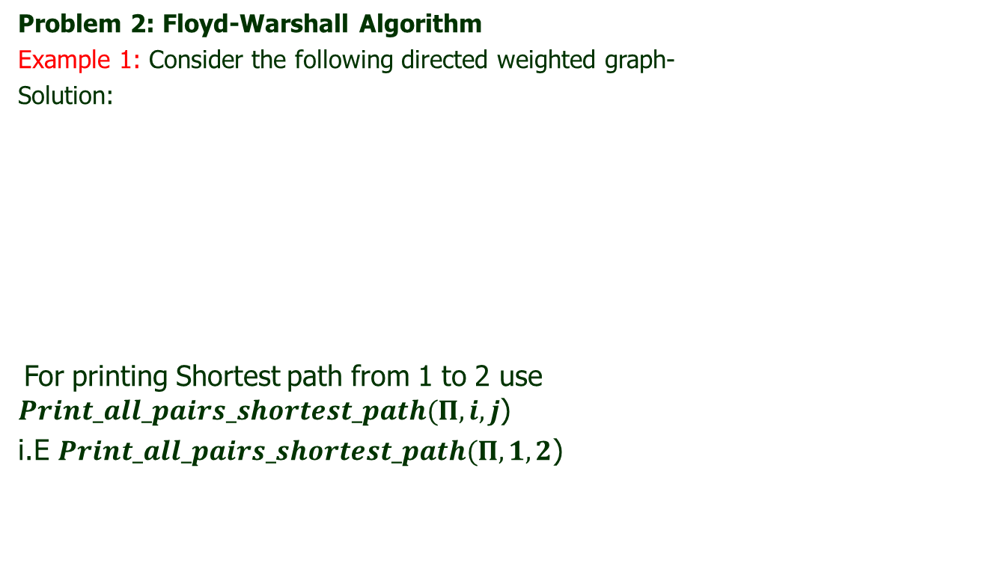 Problem 2: Floyd-Warshall Algorithm
Example 1: Consider the following directed weighted graph-
Solution:
For printing Shortest path from 1 to 2 use
𝑷𝒓𝒊𝒏𝒕_𝒂𝒍𝒍_𝒑𝒂𝒊𝒓𝒔_𝒔𝒉𝒐𝒓𝒕𝒆𝒔𝒕_𝒑𝒂𝒕𝒉(𝚷, 𝒊, 𝒋)
i.E 𝑷𝒓𝒊𝒏𝒕_𝒂𝒍𝒍_𝒑𝒂𝒊𝒓𝒔_𝒔𝒉𝒐𝒓𝒕𝒆𝒔𝒕_𝒑𝒂𝒕𝒉(𝚷, 𝟏, 𝟐)